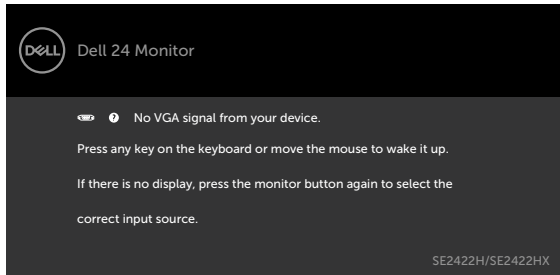 DELL
Dell 24 Monitor
? No VGA signal from your device.
Press any key on the keyboard or move the mouse to wake it up.
If there is no display, press the monitor button again to select the
correct input source.
SE2422H/SE2422HX